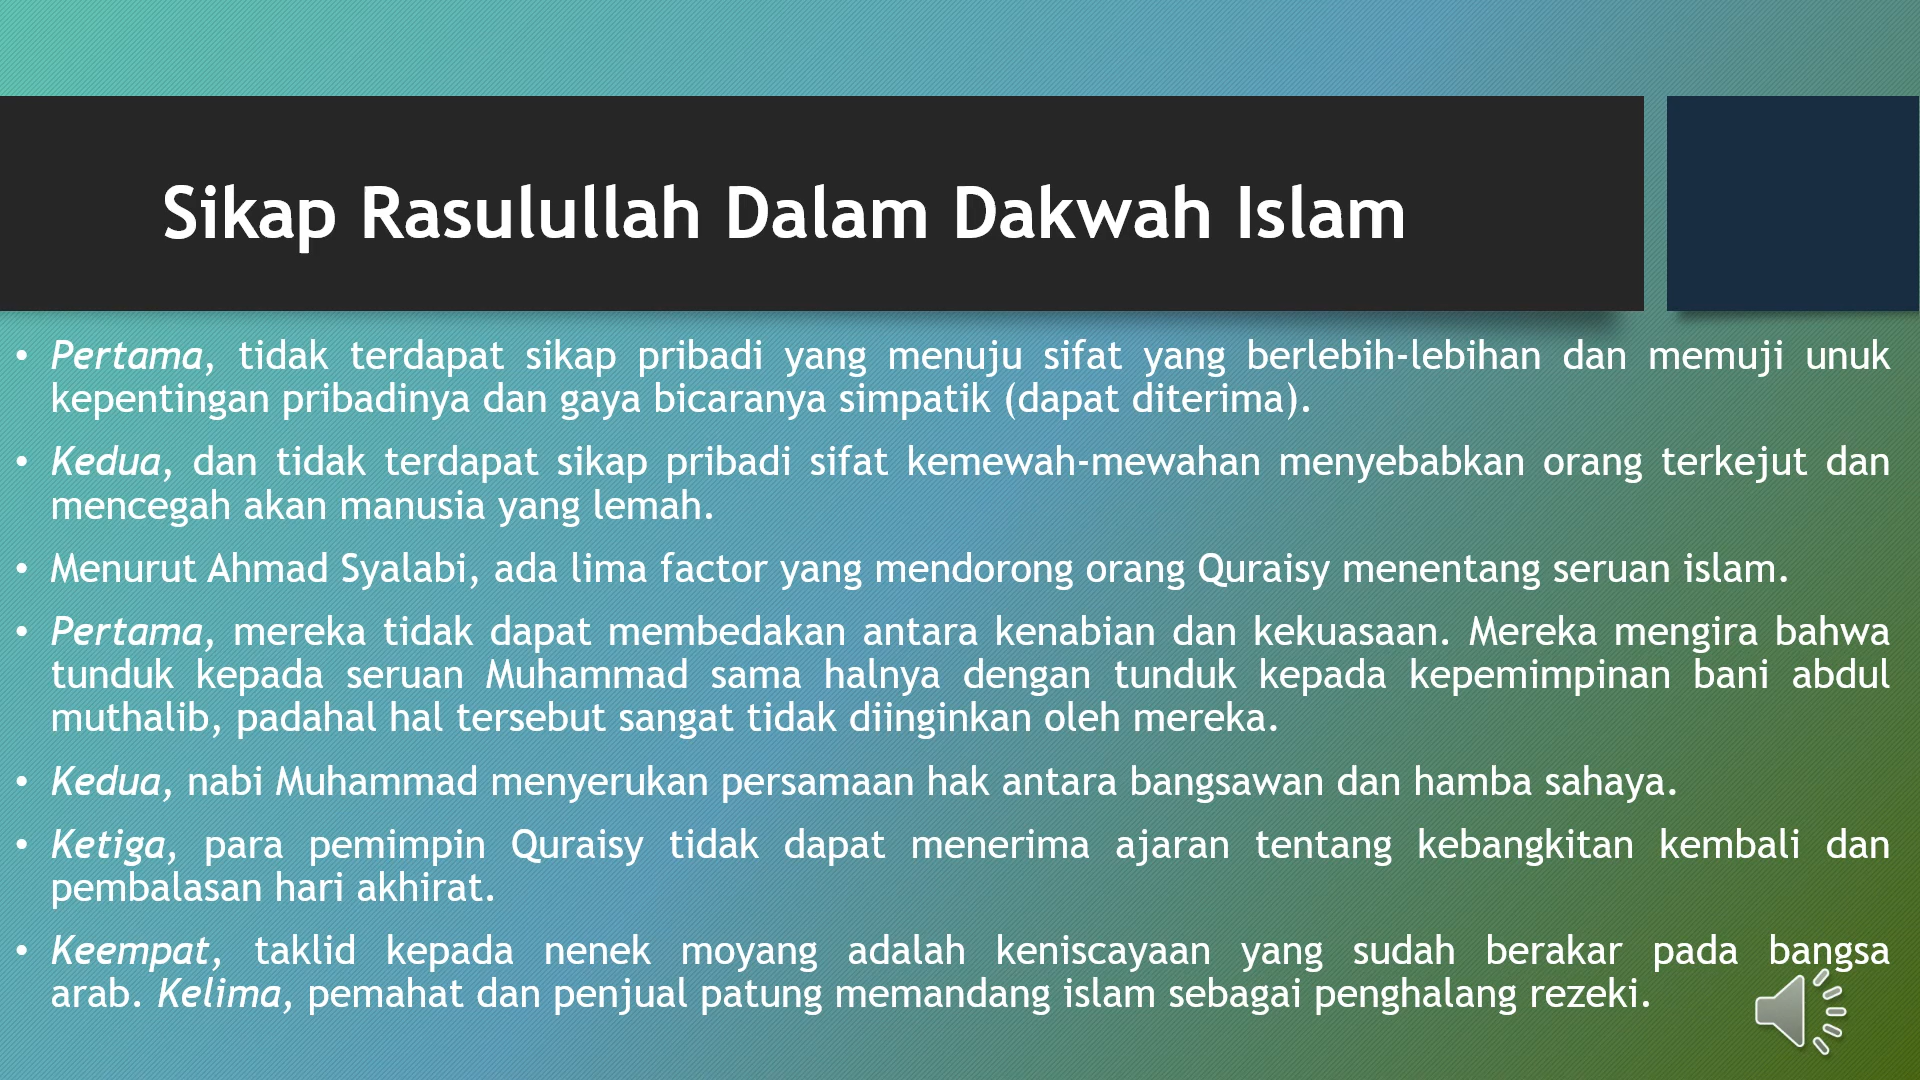 Sikap Rasulullah Dalam Dakwah Islam
• Pertama, tidak terdapat sikap pribadi yang menuju sifat yang berlebih-lebihan dan memuji unuk
kepentingan pribadinya dan gaya bicaranya simpatik (dapat diterima).
• Kedua, dan tidak terdapat sikap pribadi sifat kemewah-mewahan menyebabkan orang terkejut dan
mencegah akan manusia yang lemah.
• Menurut Ahmad Syalabi, ada lima factor yang mendorong orang Quraisy menentang seruan islam.
• Pertama, mereka tidak dapat membedakan antara kenabian dan kekuasaan. Mereka mengira bahwa
tunduk kepada seruan Muhammad sama halnya dengan tunduk kepada kepemimpinan bani abdul
muthalib, padahal hal tersebut sangat tidak diinginkan oleh mereka.
• Kedua, nabi Muhammad menyerukan persamaan hak antara bangsawan dan hamba sahaya.
• Ketiga, para pemimpin Quraisy tidak dapat menerima ajaran tentang kebangkitan kembali dan
pembalasan hari akhirat.
• Keempat, taklid kepada nenek moyang adalah keniscayaan yang sudah berakar pada bangsa
arab. Kelima, pemahat dan penjual patung memandang islam sebagai penghalang rezeki.